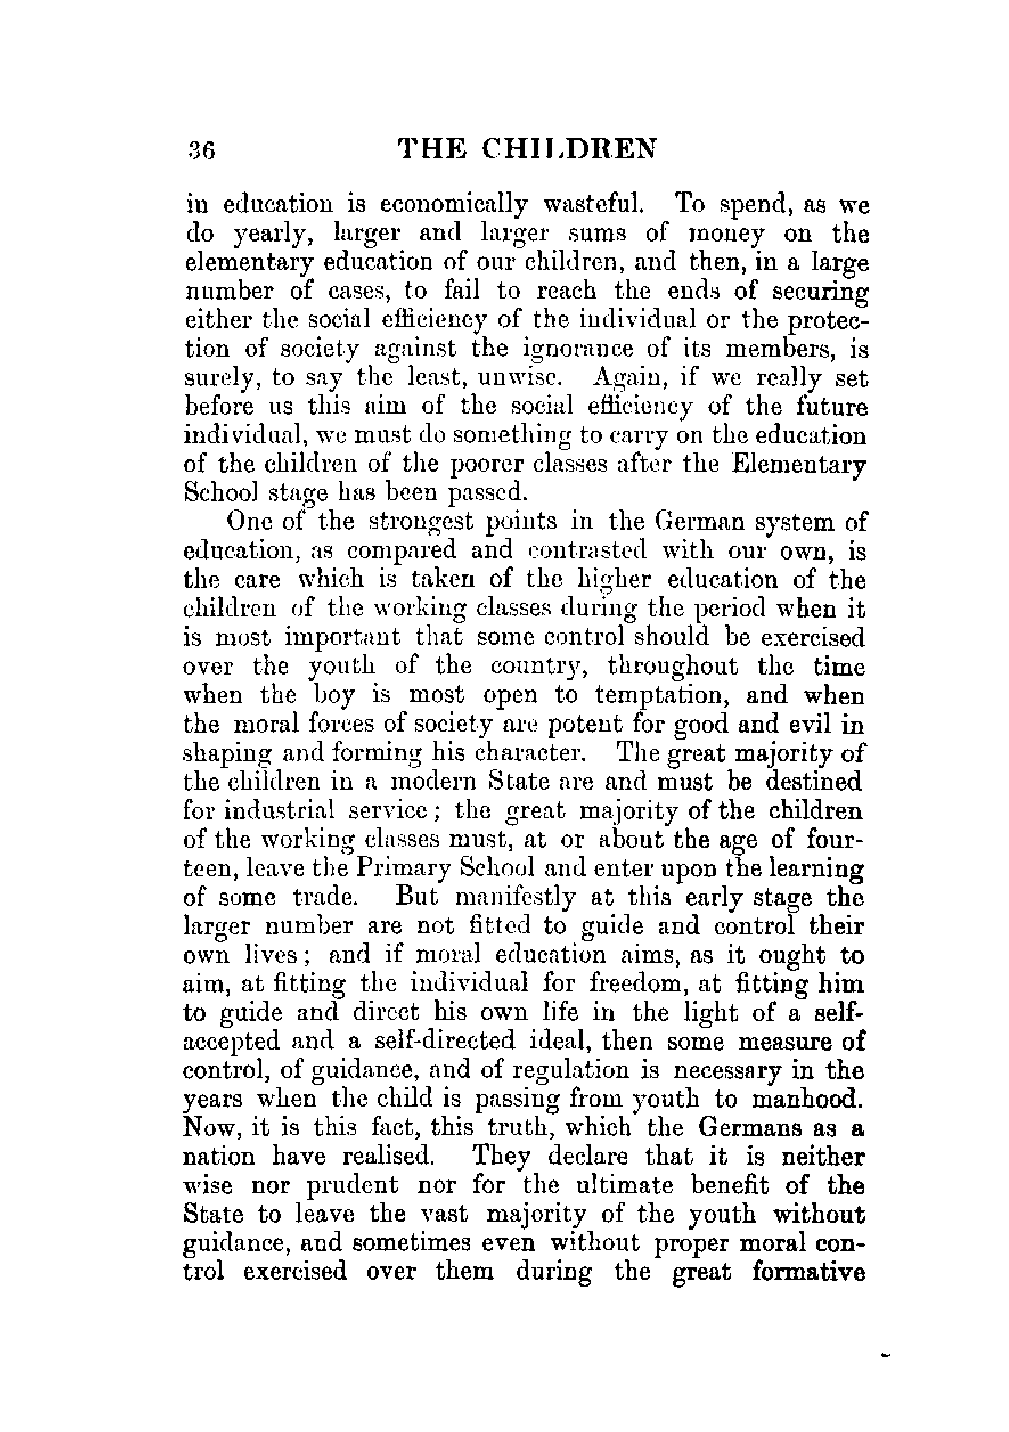 36 THE CHILDREN
in education is economically wasteful. To spend, as we
do yearly, larger and larger sums of money on the
elementary education of our children, and then, in a large
number of cases, to fail to reach the ends of securing
either the social efficiency of the individual or the protec-
tion of society against the ignorance of its members, is
surely, to say the least, unwise. Again, if we really set
before us this aim of the social efficiency of the future
individual, we must do something to carry on the education
of the children of the poorer classes after the Elementary
School stage has been passed.
One of the strongest points in the German system of
education, as compared and contrasted with our own, is
the care which is taken of the higher education of the
children of the working classes during the period when it
is most important that some control should be exercised
over the youth of the country, throughout the time
when the boy is most open to temptation, and when
the moral forces of society are potent for good and evil in
shaping and forming his character. The great majority of
the children in a modern State are and must be destined
for industrial service; the great majority of the children
of the working classes must, at or about the age of four-
teen, leave the Primary School and enter upon the learning
of some trade. But manifestly at this early stage the
larger number are not fitted to guide and control their
own lives; and if moral education aims, as it ought to
aim, at fitting the individual for freedom, at fitting him
to guide and direct his own life in the light of a self-
accepted and a self-directed ideal, then some measure of
control, of guidance, and of regulation is necessary in the
years when the child is passing from youth to manhood.
Now, it is this fact, this truth, which the Germans as a
nation have realised. They declare that it is neither
wise nor prudent nor for the ultimate benefit of the
State to leave the vast majority of the youth without
guidance, and sometimes even without proper moral con-
trol exercised over them during the great formative